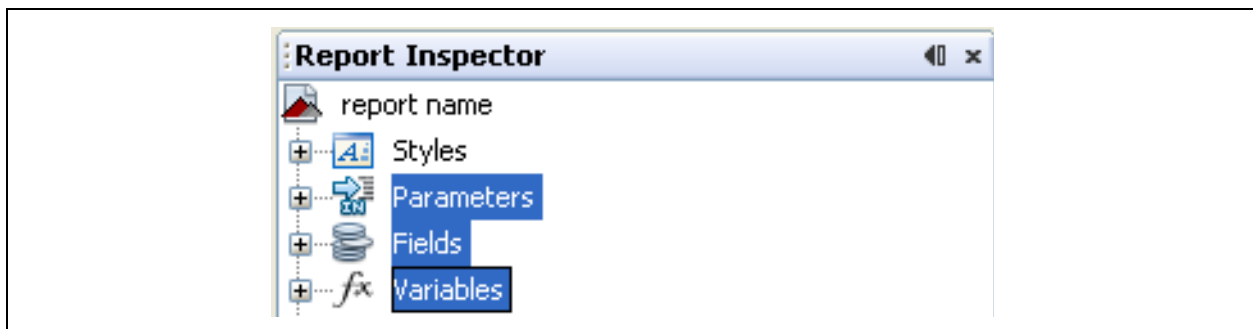 Report Inspector
report name
Styles
Parameters
Fields
Variables